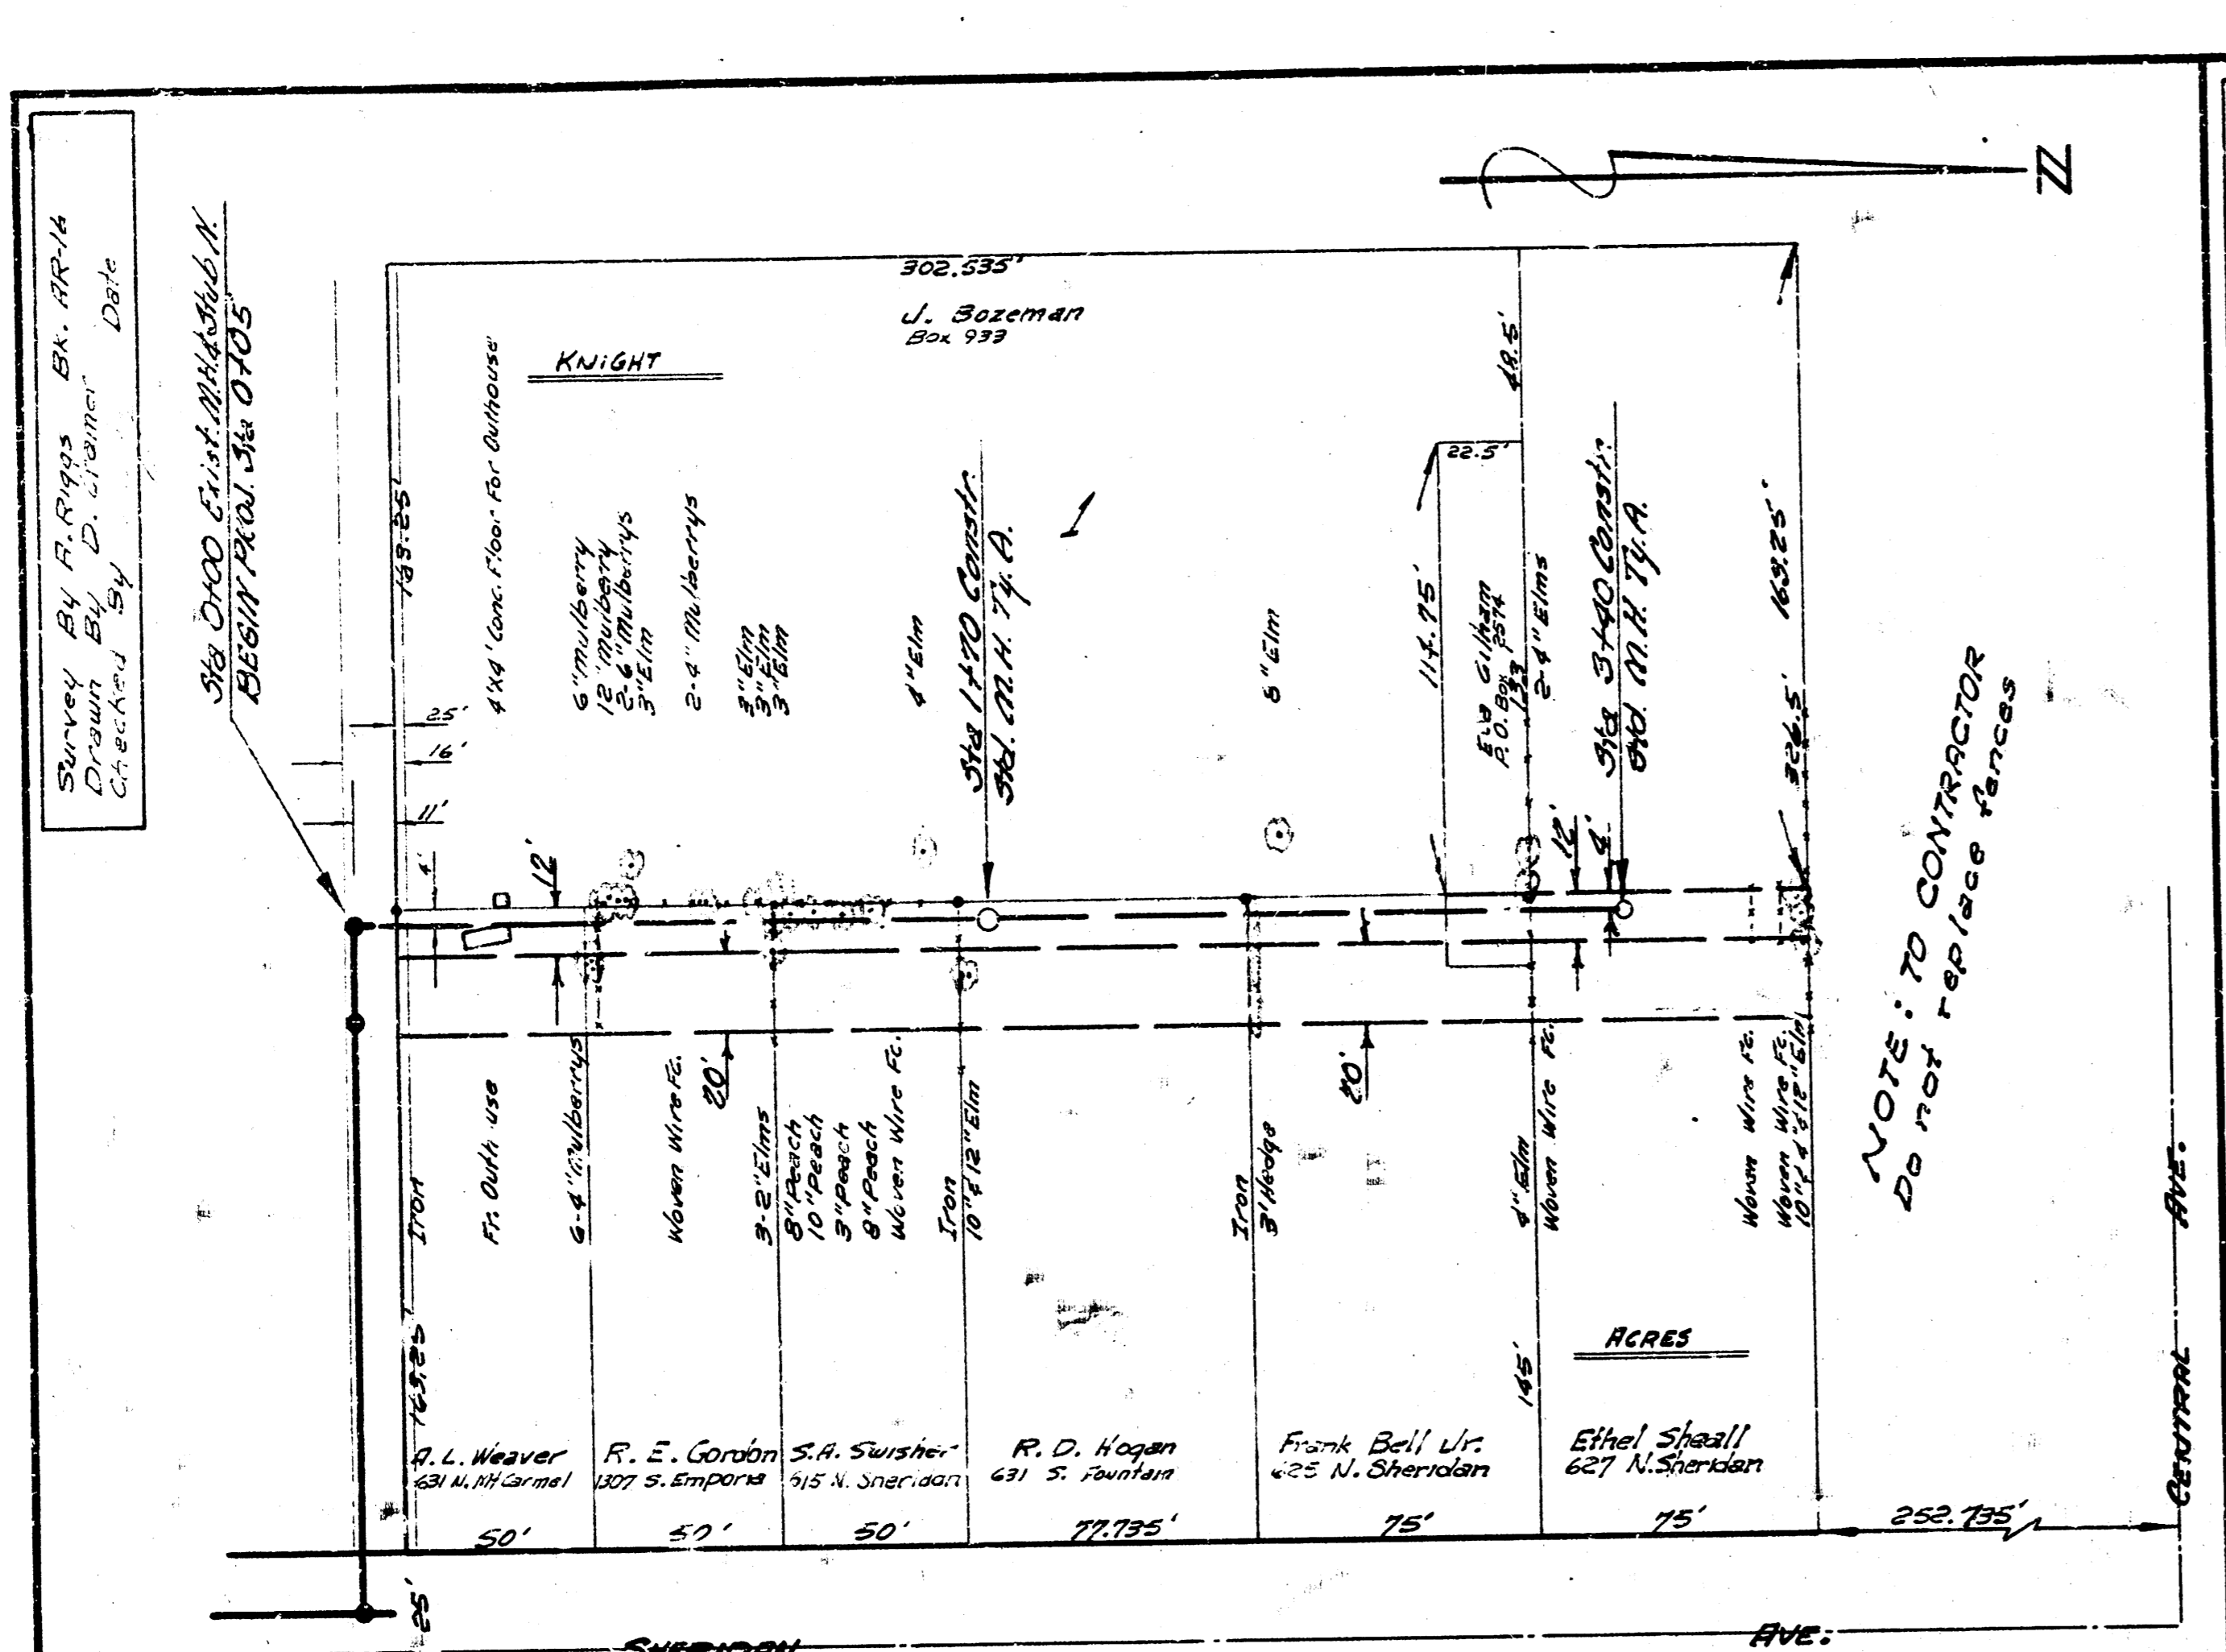 Survey By A. Riggs Bk. AR-16
Drawn By D. Cramer
Checked By Date
Sta 0+00 Exist. M.H. & Stub N.
BEGIN PROJ. Sta 0+05
N
302.535'
J. Bozeman
Box 933
KNIGHT
163.25'
4'x4' Conc. Floor For Outhouse
6" Mulberry
12" Mulberry
2-6" Mulberrys
3" Elm
2-4" Mulberrys
3" Elm
3" Elm
3" Elm
4" Elm
Sta 1+70 Constr.
Std. M.H. Ty. A.
48.5'
22.5'
114.75'
P.O. Box 2574
133
2-4" Elms
Sta 3+40 Constr.
Std. M.H. Ty. A.
163.25'
326.5'
25'
16'
11'
4'
12'
12'
4'
NOTE: TO CONTRACTOR
Do not replace fences
20'
20'
Iron
Fr. Outh use
6-4" Mulberrys
Woven Wire Fc.
3-2" Elms
8" Peach
10" Peach
3" Peach
8" Peach
Woven Wire Fc.
Iron
10" & 12" Elm
Iron
3' Hedge
4" Elm
Woven Wire Fc.
Woven Wire Fc.
Woven Wire Fc.
163.25'
145'
ACRES
A. L. Weaver
631 N. Mt Carmel
R. E. Gordon
1307 S. Emporia
S.A. Swisher
615 N. Sheridan
R. D. Hogan
631 S. Fountain
Frank Bell Jr.
625 N. Sheridan
Ethel Sheall
627 N. Sheridan
50'
50'
50'
77.735'
75'
75'
252.735'
25'
SHERIDAN AVE.
CENTRAL AVE.